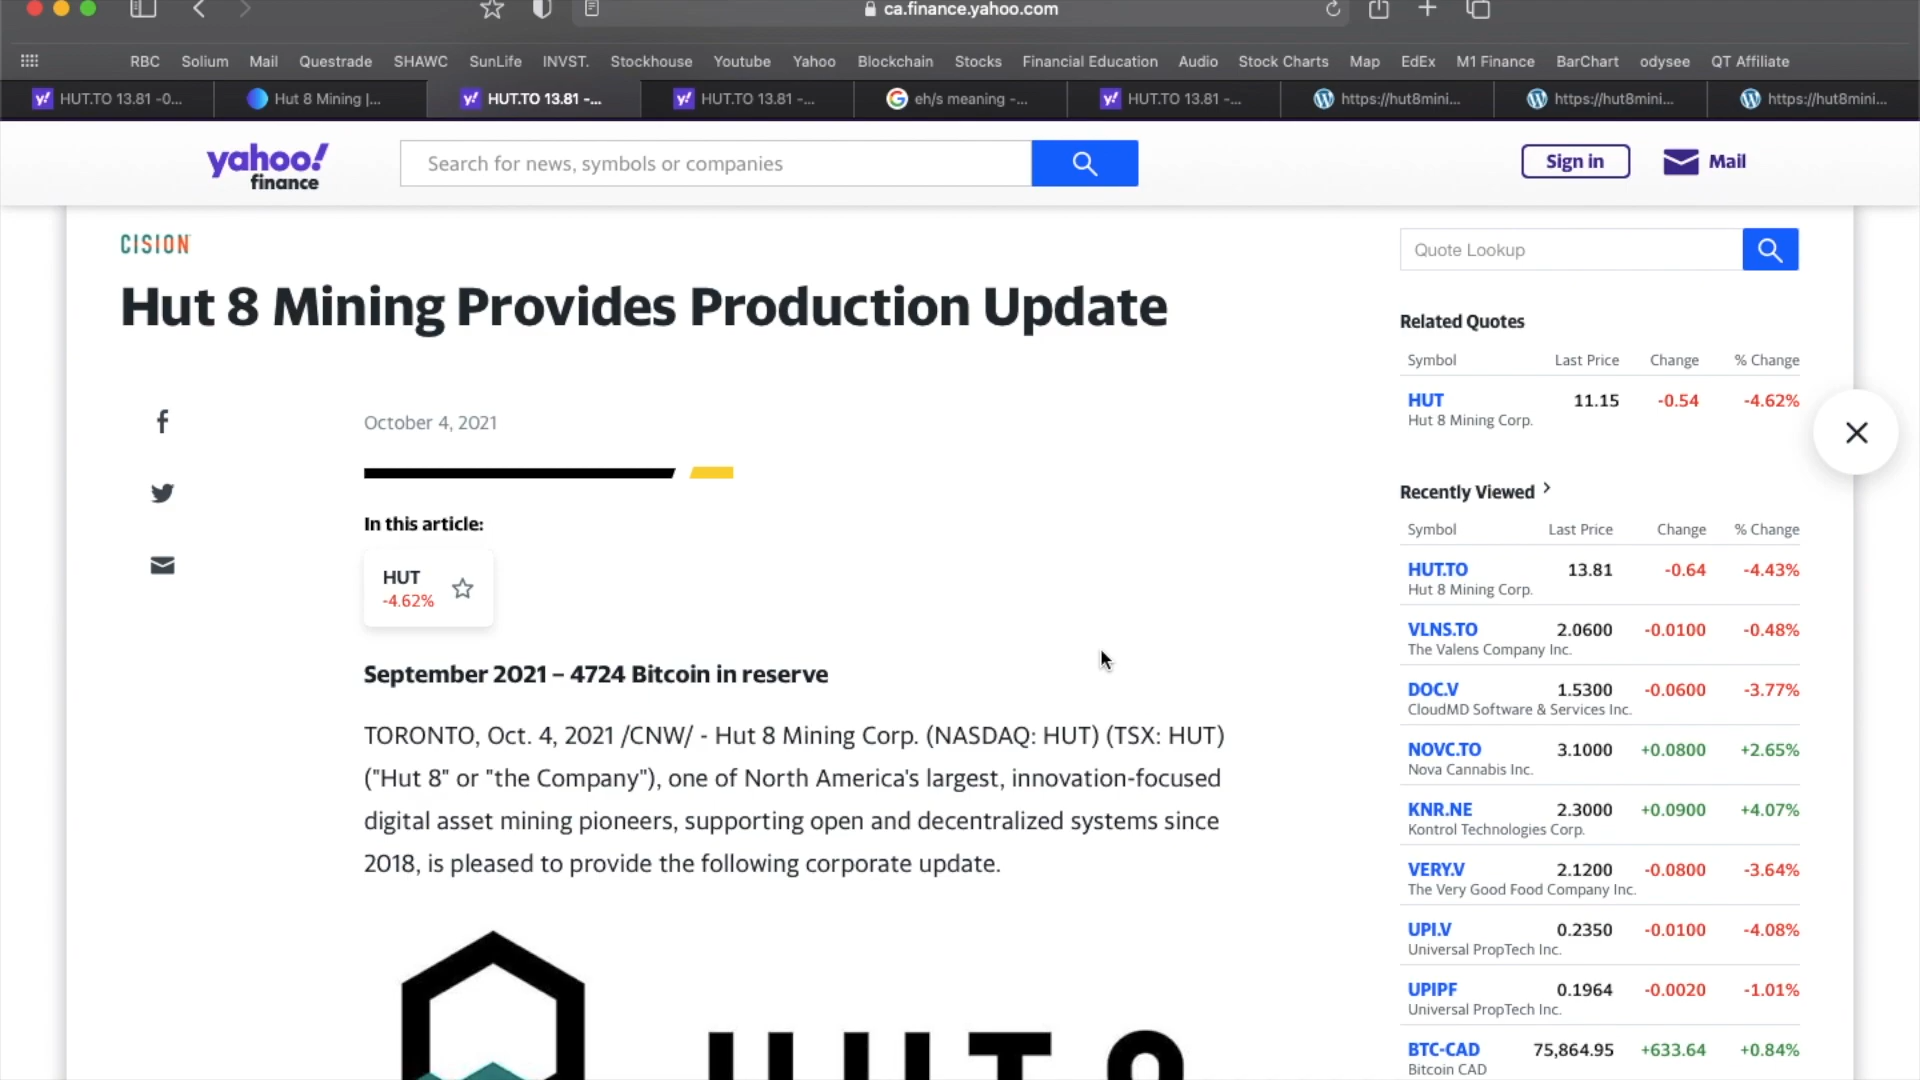 ca.finance.yahoo.com
RBC Solium Mail Questrade SHAWC SunLife INVST. Stockhouse Youtube Yahoo Blockchain Stocks Financial Education Audio Stock Charts Map EdEx M1 Finance BarChart odysee QT Affiliate
HUT.TO 13.81 -0... Hut 8 Mining |... HUT.TO 13.81 -... HUT.TO 13.81 -... eh/s meaning -... HUT.TO 13.81 -... https://hut8mini... https://hut8mini... https://hut8mini...
yahoo!
finance
Search for news, symbols or companies
Sign in
Mail
CISION
Hut 8 Mining Provides Production Update
October 4, 2021
In this article:
HUT
-4.62%
September 2021 – 4724 Bitcoin in reserve
TORONTO, Oct. 4, 2021 /CNW/ - Hut 8 Mining Corp. (NASDAQ: HUT) (TSX: HUT)
("Hut 8" or "the Company"), one of North America's largest, innovation-focused
digital asset mining pioneers, supporting open and decentralized systems since
2018, is pleased to provide the following corporate update.
HUT 8
Quote Lookup
Related Quotes
Symbol Last Price Change % Change
HUT 11.15 -0.54 -4.62%
Hut 8 Mining Corp.
Recently Viewed
Symbol Last Price Change % Change
HUT.TO 13.81 -0.64 -4.43%
Hut 8 Mining Corp.
VLNS.TO 2.0600 -0.0100 -0.48%
The Valens Company Inc.
DOC.V 1.5300 -0.0600 -3.77%
CloudMD Software & Services Inc.
NOVC.TO 3.1000 +0.0800 +2.65%
Nova Cannabis Inc.
KNR.NE 2.3000 +0.0900 +4.07%
Kontrol Technologies Corp.
VERY.V 2.1200 -0.0800 -3.64%
The Very Good Food Company Inc.
UPI.V 0.2350 -0.0100 -4.08%
Universal PropTech Inc.
UPIPF 0.1964 -0.0020 -1.01%
Universal PropTech Inc.
BTC-CAD 75,864.95 +633.64 +0.84%
Bitcoin CAD